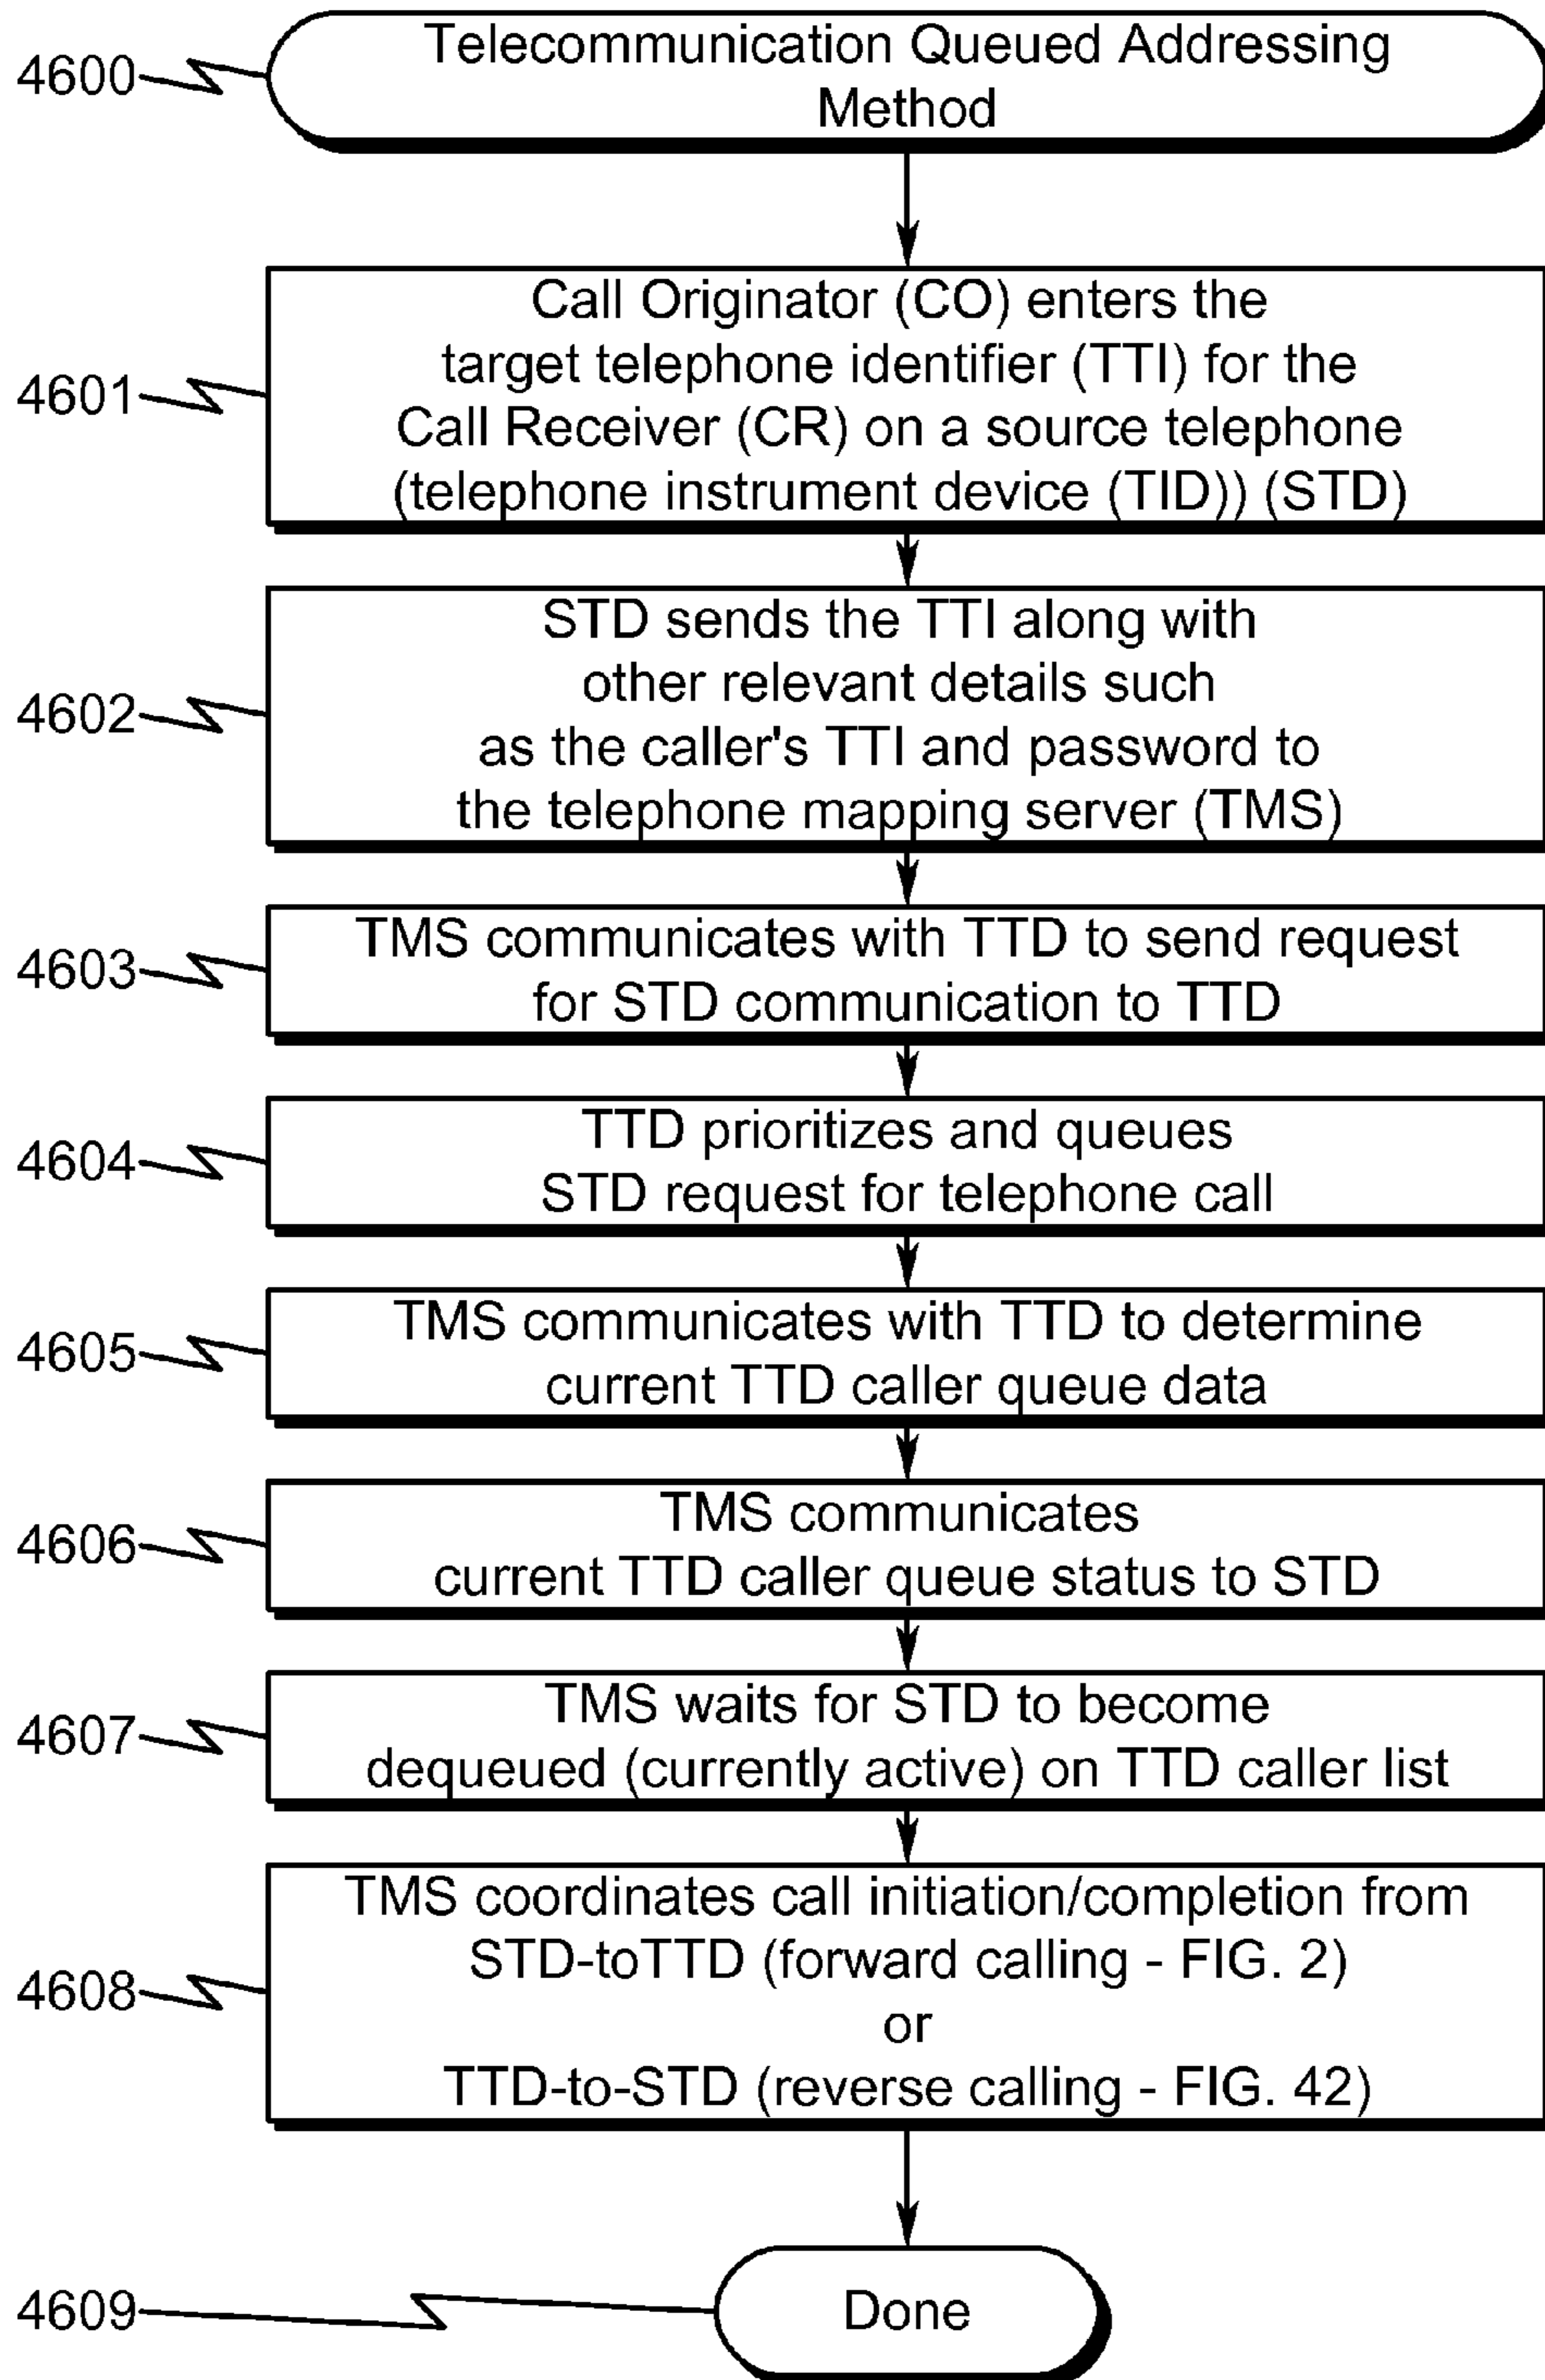 4600
Telecommunication Queued Addressing
Method
4601
Call Originator (CO) enters the
target telephone identifier (TTI) for the
Call Receiver (CR) on a source telephone
(telephone instrument device (TID)) (STD)
4602
STD sends the TTI along with
other relevant details such
as the caller's TTI and password to
the telephone mapping server (TMS)
4603
TMS communicates with TTD to send request
for STD communication to TTD
4604
TTD prioritizes and queues
STD request for telephone call
4605
TMS communicates with TTD to determine
current TTD caller queue data
4606
TMS communicates
current TTD caller queue status to STD
4607
TMS waits for STD to become
dequeued (currently active) on TTD caller list
4608
TMS coordinates call initiation/completion from
STD-toTTD (forward calling - FIG. 2)
or
TTD-to-STD (reverse calling - FIG. 42)
4609
Done